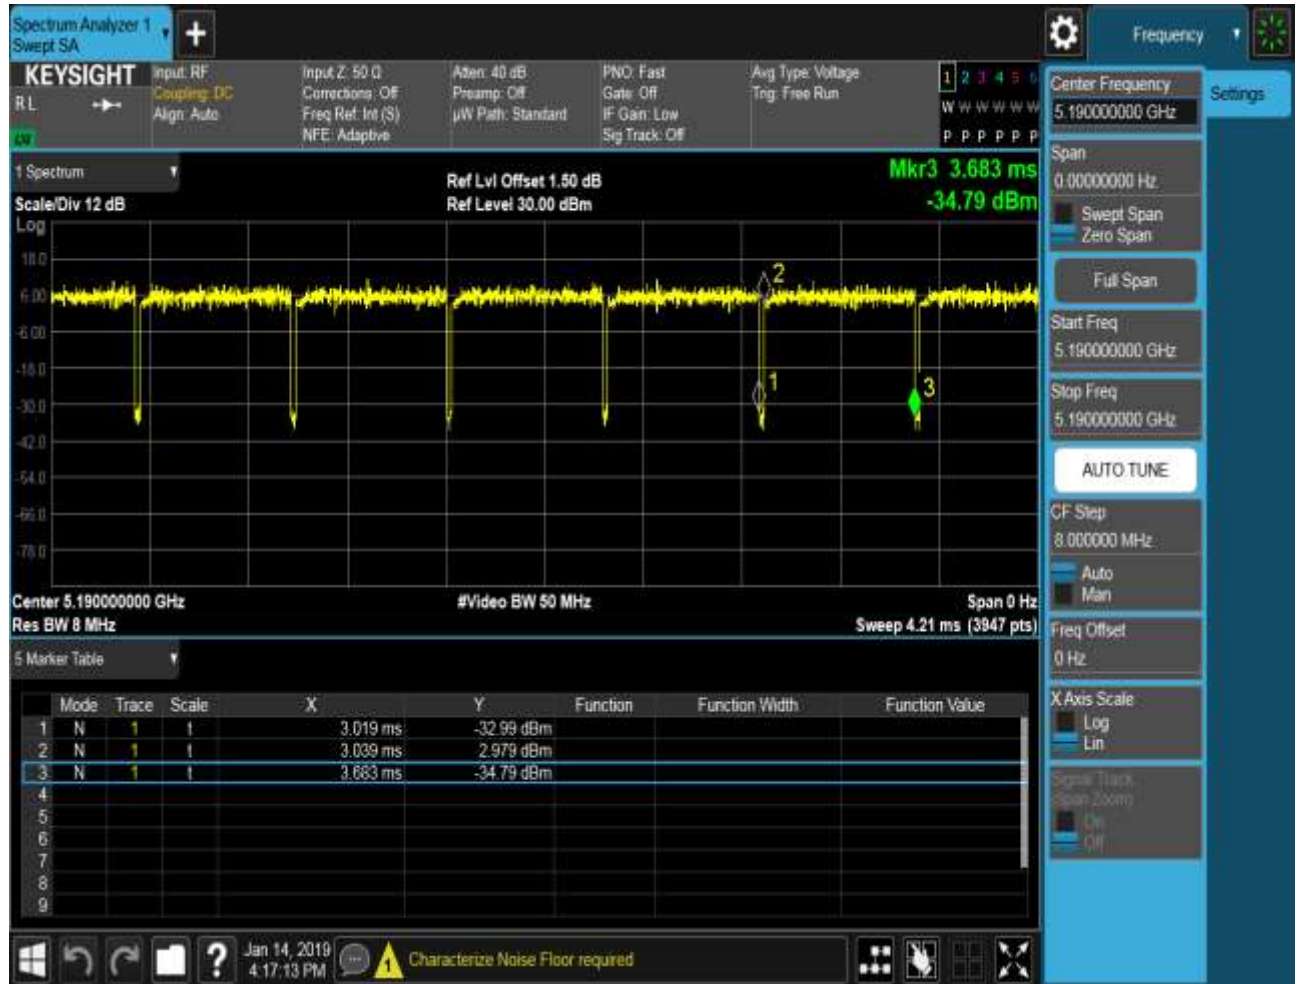 Spectrum Analyzer 1
Swept SA
Frequency
KEYSIGHT
RL
Input: RF
Coupling: DC
Align: Auto
Input Z: 50 Ω
Corrections: Off
Freq Ref: Int (S)
NFE: Adaptive
Atten: 40 dB
Preamp: Off
µW Path: Standard
PNO: Fast
Gate: Off
IF Gain: Low
Sig Track: Off
Avg Type: Voltage
Trig: Free Run
1 2 3 4 5 6
W W W W W W
P P P P P P
1 Spectrum
Scale/Div 12 dB
Log
Ref Lvl Offset 1.50 dB
Ref Level 30.00 dBm
Mkr3 3.683 ms
-34.79 dBm
18.0
6.00
-6.00
-18.0
-30.0
-42.0
-54.0
-66.0
-78.0
2
1
3
Center 5.190000000 GHz
#Video BW 50 MHz
Span 0 Hz
Res BW 8 MHz
Sweep 4.21 ms (3947 pts)
5 Marker Table
Mode Trace Scale X Y Function Function Width Function Value
1 N 1 t 3.019 ms -32.99 dBm
2 N 1 t 3.039 ms 2.979 dBm
3 N 1 t 3.683 ms -34.79 dBm
4
5
6
7
8
9
Jan 14, 2019
4:17:13 PM
1
Characterize Noise Floor required
Settings
Center Frequency
5.190000000 GHz
Span
0.00000000 Hz
Swept Span
Zero Span
Full Span
Start Freq
5.190000000 GHz
Stop Freq
5.190000000 GHz
AUTO TUNE
CF Step
8.000000 MHz
Auto
Man
Freq Offset
0 Hz
X Axis Scale
Log
Lin
Signal Track
(Span Zoom)
On
Off